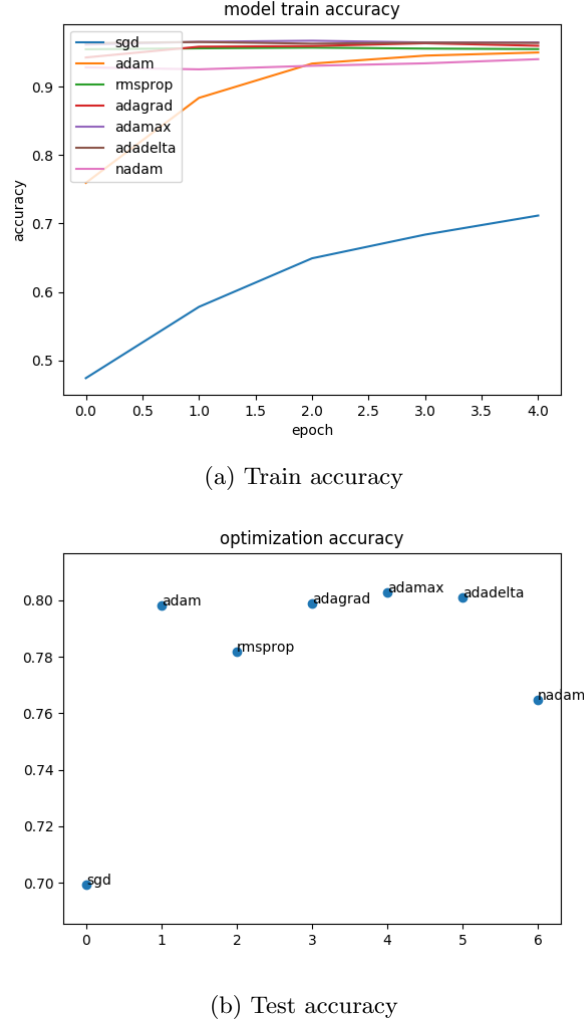 model train accuracy
sgd
adam
rmsprop
adagrad
adamax
adadelta
nadam
0.9
0.8
0.7
0.6
0.5
accuracy
0.0 0.5 1.0 1.5 2.0 2.5 3.0 3.5 4.0
epoch
(a) Train accuracy
optimization accuracy
0.80
0.78
0.76
0.74
0.72
0.70
adam
rmsprop
adagrad
adamax
adadelta
nadam
sgd
0 1 2 3 4 5 6
(b) Test accuracy